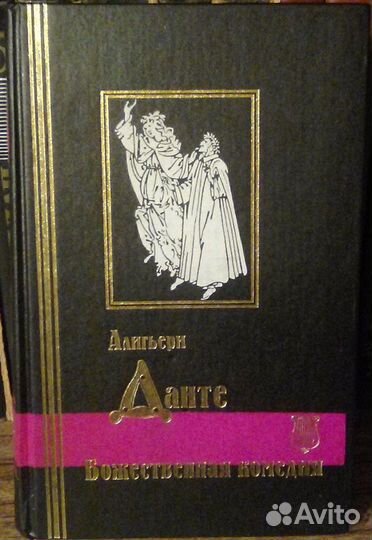 Алигьери
Данте
Божественная комедия
Avito